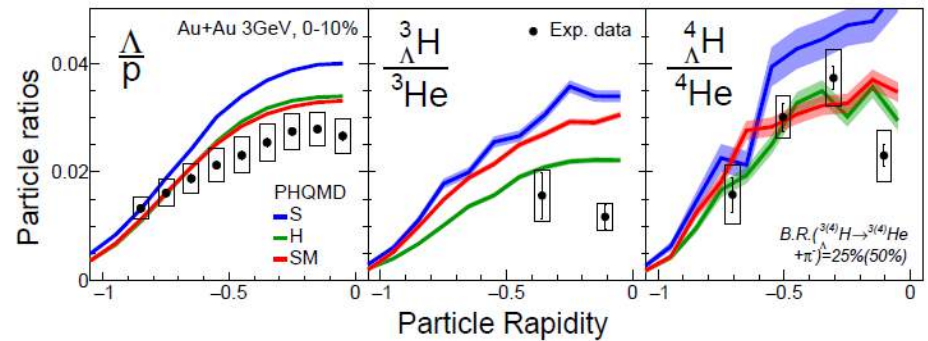 Particle ratios
0.04
0.02
0
Λ
p
Au+Au 3GeV, 0-10%
PHQMD
S
H
SM
−1 −0.5 0
³ΛH
³He
Exp. data
−1 −0.5 0
⁴ΛH
⁴He
B.R.(³⁽⁴⁾ΛH→³⁽⁴⁾He
+π⁻)=25%(50%)
−1 −0.5 0
Particle Rapidity